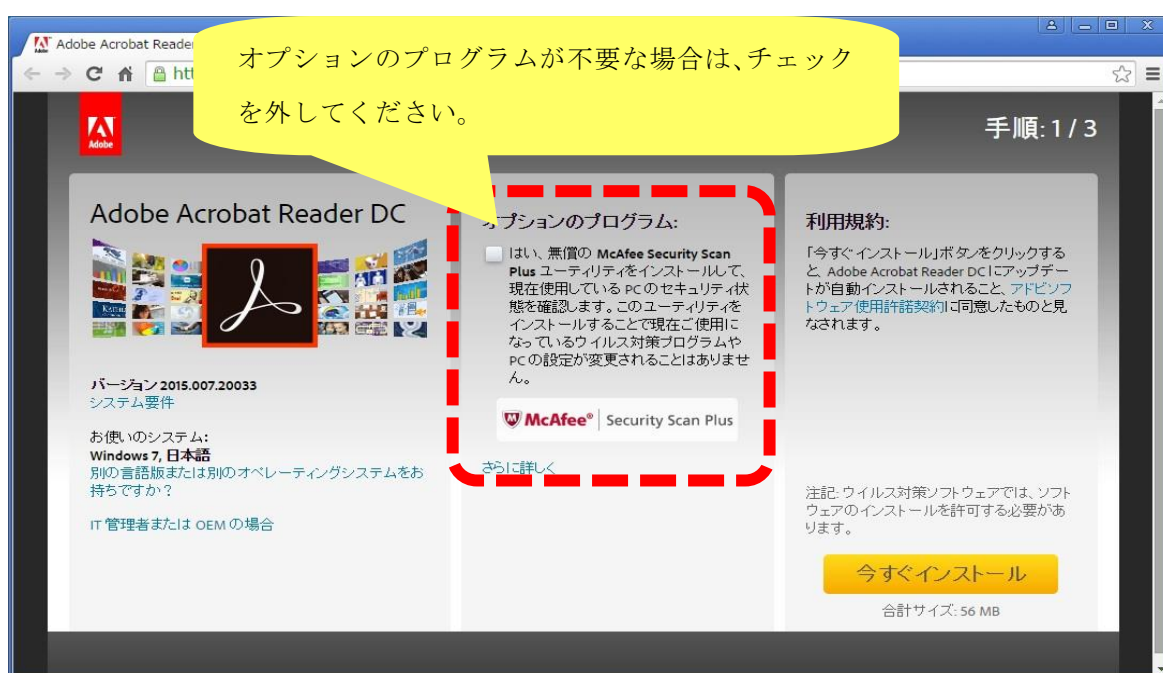 Adobe Acrobat Reader
オプションのプログラムが不要な場合は、チェック
を外してください。
Adobe
手順: 1 / 3
Adobe Acrobat Reader DC
バージョン 2015.007.20033
システム要件
お使いのシステム:
Windows 7, 日本語
別の言語版または別のオペレーティングシステムをお
持ちですか？
IT 管理者または OEM の場合
オプションのプログラム:
はい、無償の McAfee Security Scan
Plus ユーティリティをインストールして、
現在使用している PC のセキュリティ状
態を確認します。このユーティリティを
インストールすることで現在ご使用に
なっているウイルス対策プログラムや
PC の設定が変更されることはありませ
ん。
McAfee® Security Scan Plus
さらに詳しく
利用規約:
「今すぐインストール」ボタンをクリックする
と、Adobe Acrobat Reader DC にアップデー
トが自動インストールされること、アドビソフ
トウェア使用許諾契約に同意したものと見
なされます。
注記: ウイルス対策ソフトウェアでは、ソフト
ウェアのインストールを許可する必要があ
ります。
今すぐインストール
合計サイズ: 56 MB